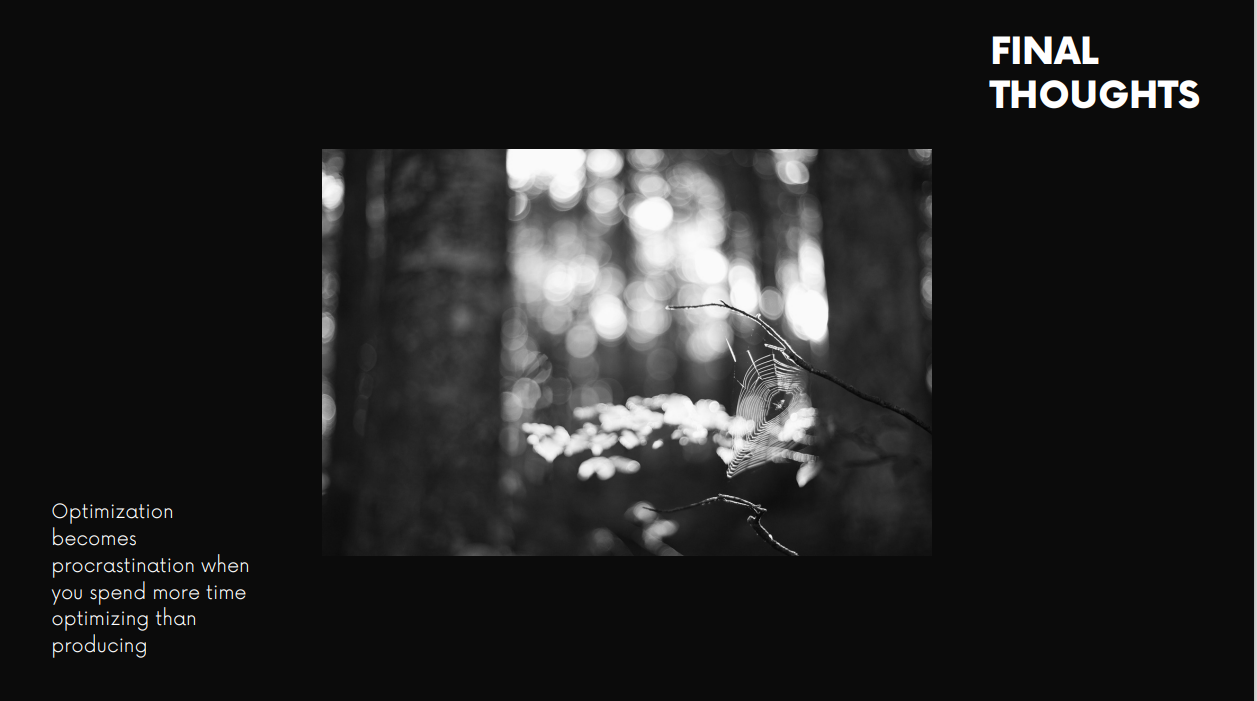 FINAL
THOUGHTS
Optimization
becomes
procrastination when
you spend more time
optimizing than
producing